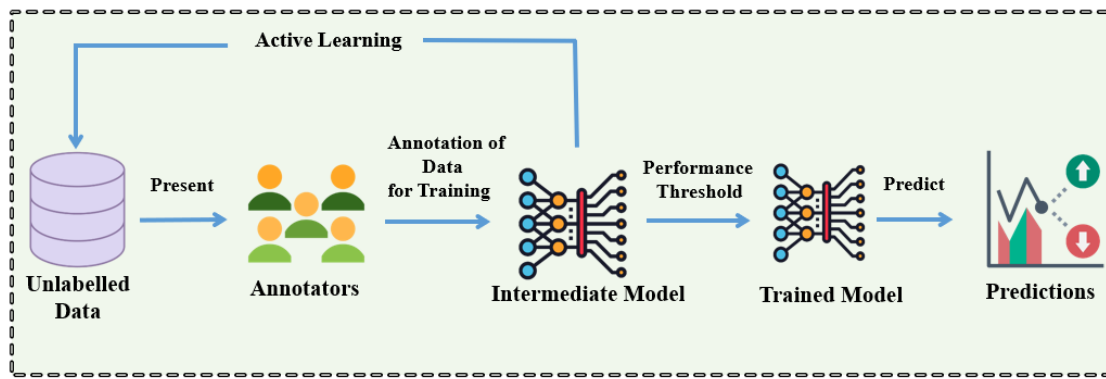 Active Learning
Present
Annotation of
Data
for Training
Performance
Threshold
Predict
Unlabelled
Data
Annotators
Intermediate Model
Trained Model
Predictions